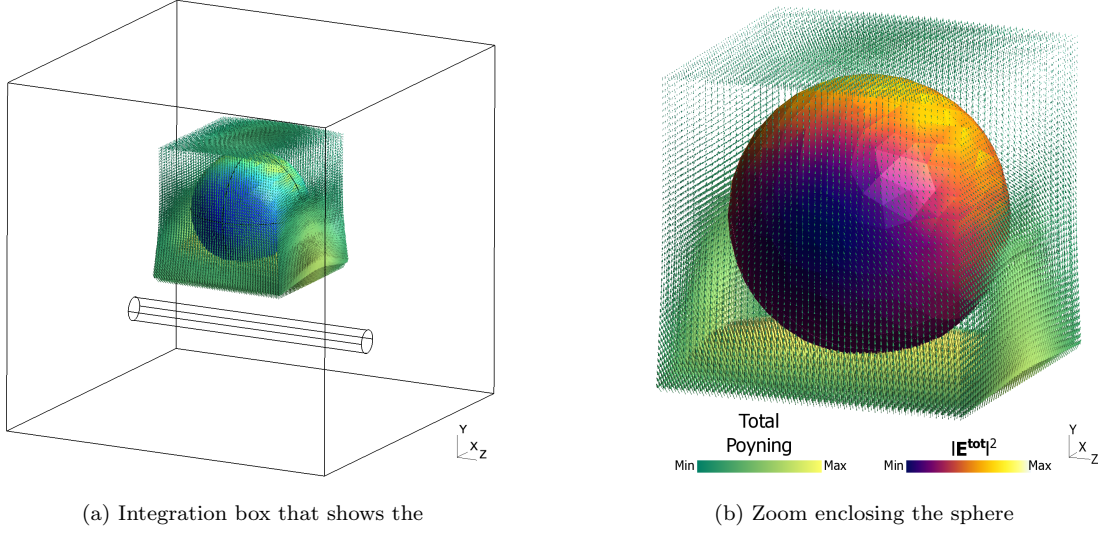 Y
X
Z
Total
Poyning
Min
Max
|E^tot|²
Min
Max
Y
X
Z
(a) Integration box that shows the
(b) Zoom enclosing the sphere